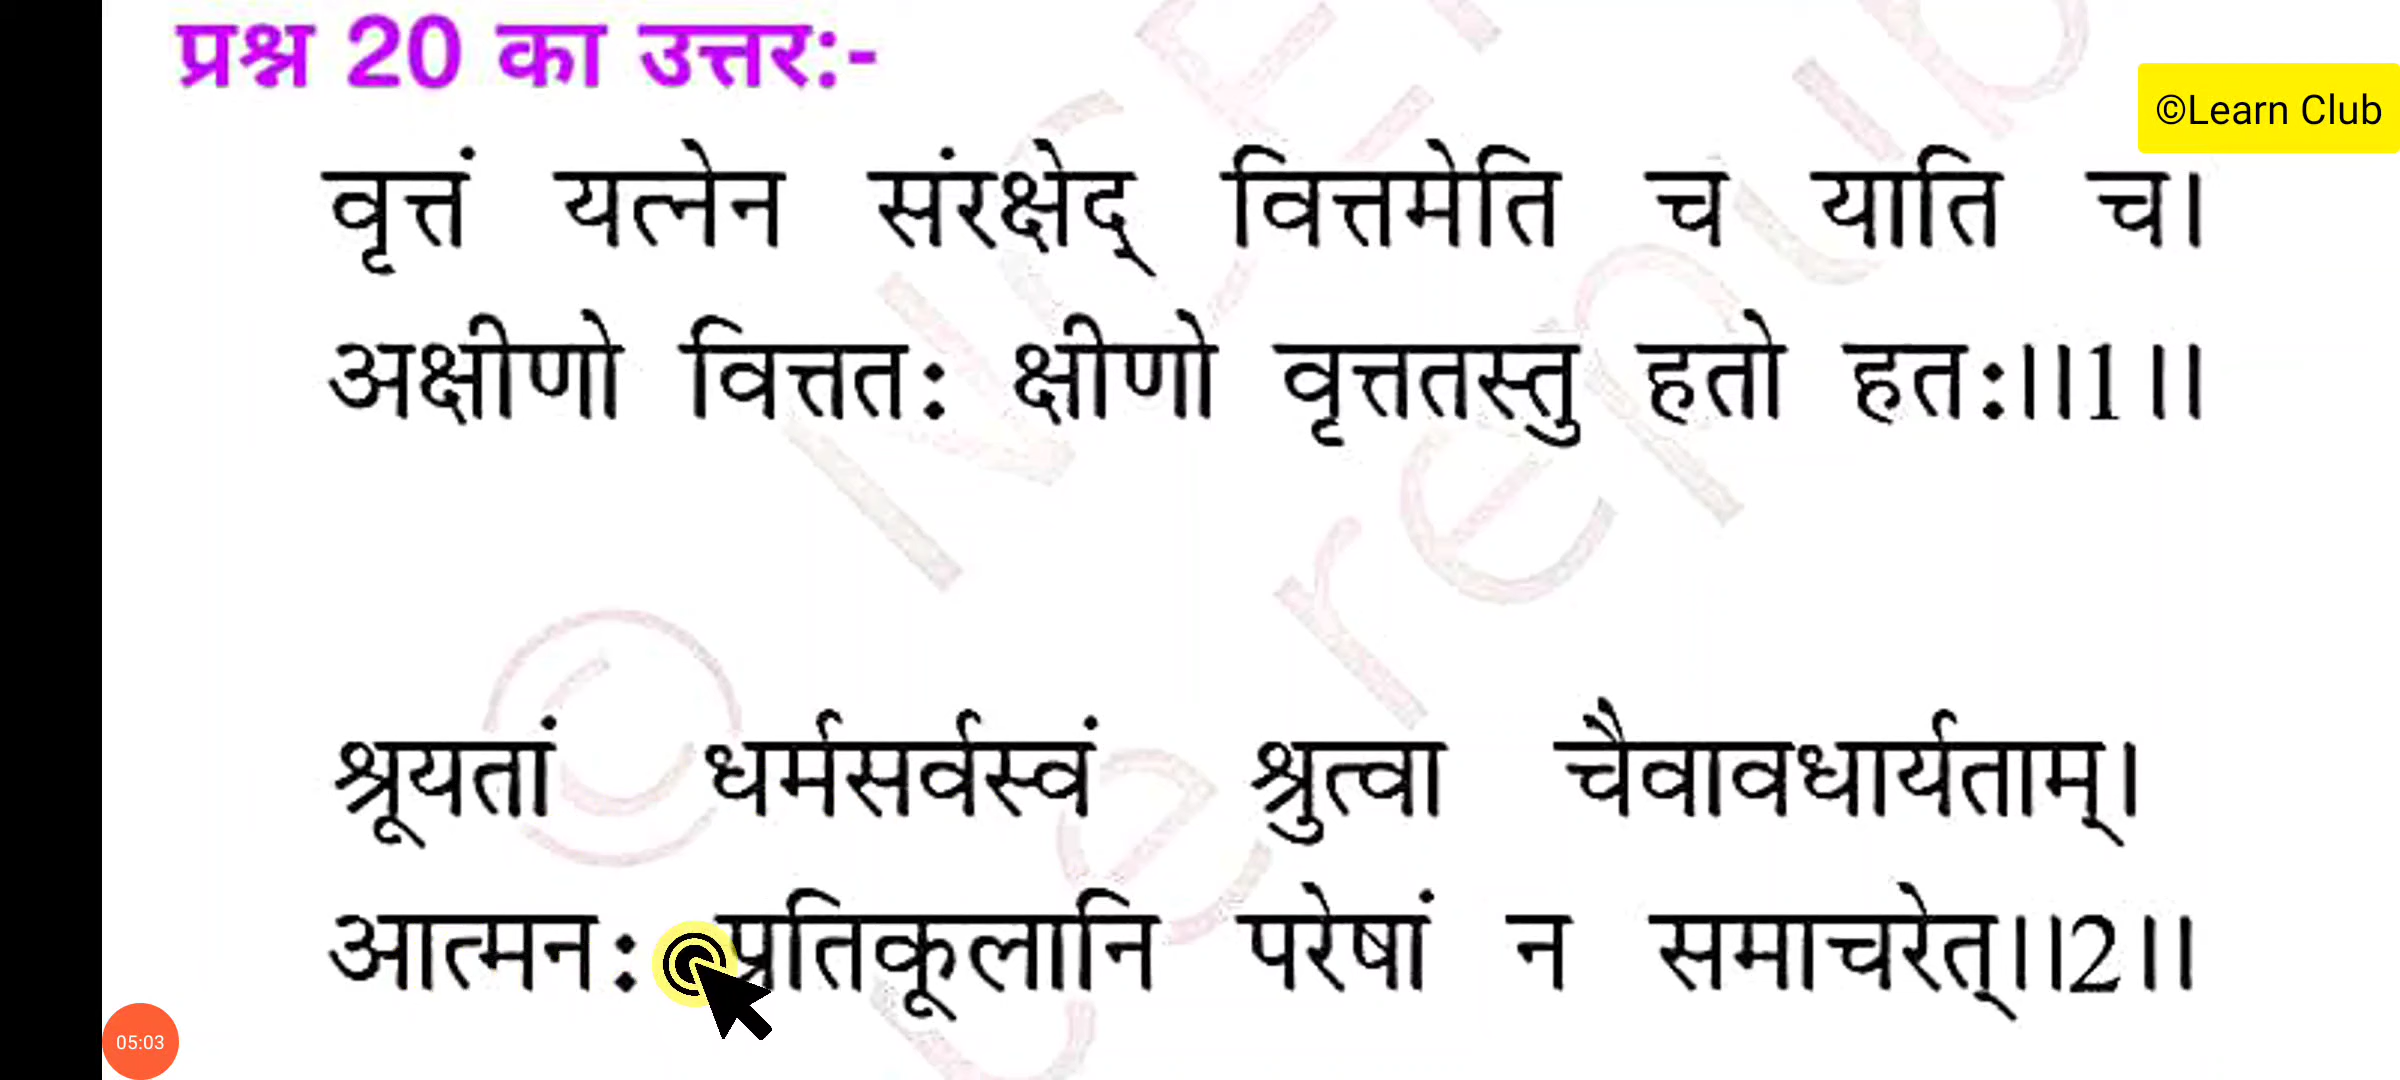 प्रश्न 20 का उत्तर:-
©Learn Club
वृत्तं यत्नेन संरक्षेद् वित्तमेति च याति च।
अक्षीणो वित्ततः क्षीणो वृत्ततस्तु हतो हतः।।1।।
श्रूयतां धर्मसर्वस्वं श्रुत्वा चैवावधार्यताम्।
आत्मनः प्रतिकूलानि परेषां न समाचरेत्।।2।।
05:03